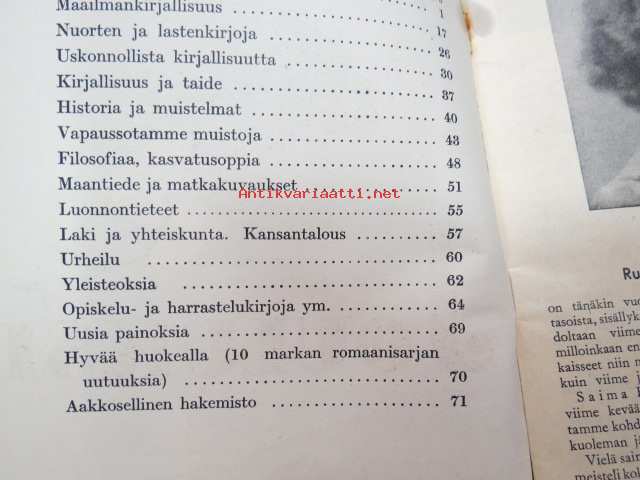 Maailmankirjallisuus 1
Nuorten ja lastenkirjoja 17
Uskonnollista kirjallisuutta 26
Kirjallisuus ja taide 30
Historia ja muistelmat 37
Vapaussotamme muistoja 40
Filosofiaa, kasvatusoppia 43
Maantiede ja matkakuvaukset 48
Luonnontieteet 51
Laki ja yhteiskunta. Kansantalous 55
Urheilu 57
Yleisteoksia 60
Opiskelu- ja harrastelukirjoja ym. 62
Uusia painoksia 64
Hyvää huokealla (10 markan romaanisarjan 69
uutuuksia) 70
Aakkosellinen hakemisto 71
Antikvariaatti.net
Ru
on tänäkin vuo
tasoista, sisällyk
doltaan viime
milloinkaan en
kaisseet niin n
kuin viime j
Saima
viime kevää
tamme kohd
kuoleman j
Vielä sain
meisteli kol